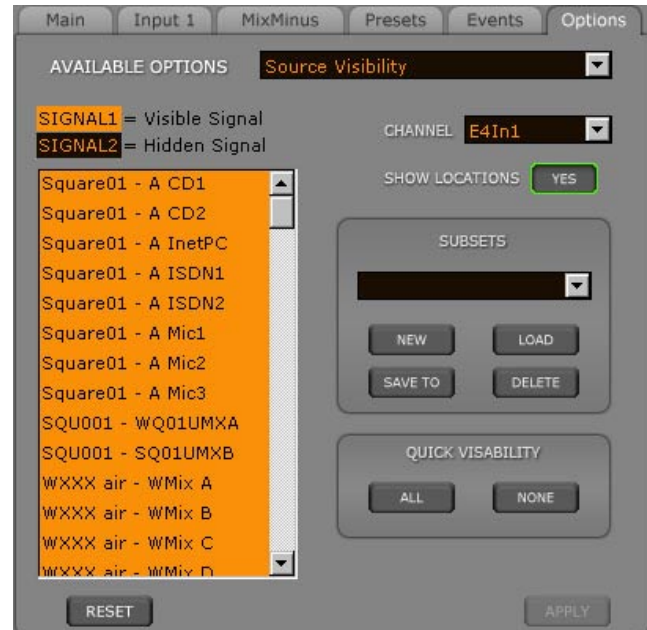 Main Input 1 MixMinus Presets Events Options
AVAILABLE OPTIONS Source Visibility
SIGNAL1 = Visible Signal
SIGNAL2 = Hidden Signal
CHANNEL E4In1
SHOW LOCATIONS YES
Square01 - A CD1
Square01 - A CD2
Square01 - A InetPC
Square01 - A ISDN1
Square01 - A ISDN2
Square01 - A Mic1
Square01 - A Mic2
Square01 - A Mic3
SQU001 - WQ01UMXA
SQU001 - SQ01UMXB
WXXX air - WMix A
WXXX air - WMix B
WXXX air - WMix C
WXXX air - WMix D
SUBSETS
NEW LOAD
SAVE TO DELETE
QUICK VISABILITY
ALL NONE
RESET APPLY